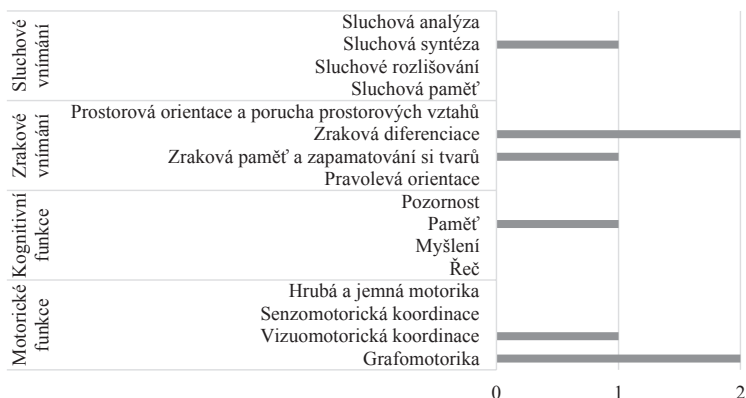 Sluchové
vnímání
Sluchová analýza
Sluchová syntéza
Sluchové rozlišování
Sluchová paměť
Zrakové
vnímání
Prostorová orientace a porucha prostorových vztahů
Zraková diferenciace
Zraková paměť a zapamatování si tvarů
Pravolevá orientace
Kognitivní
funkce
Pozornost
Paměť
Myšlení
Řeč
Motorické
funkce
Hrubá a jemná motorika
Senzomotorická koordinace
Vizuomotorická koordinace
Grafomotorika
0 1 2